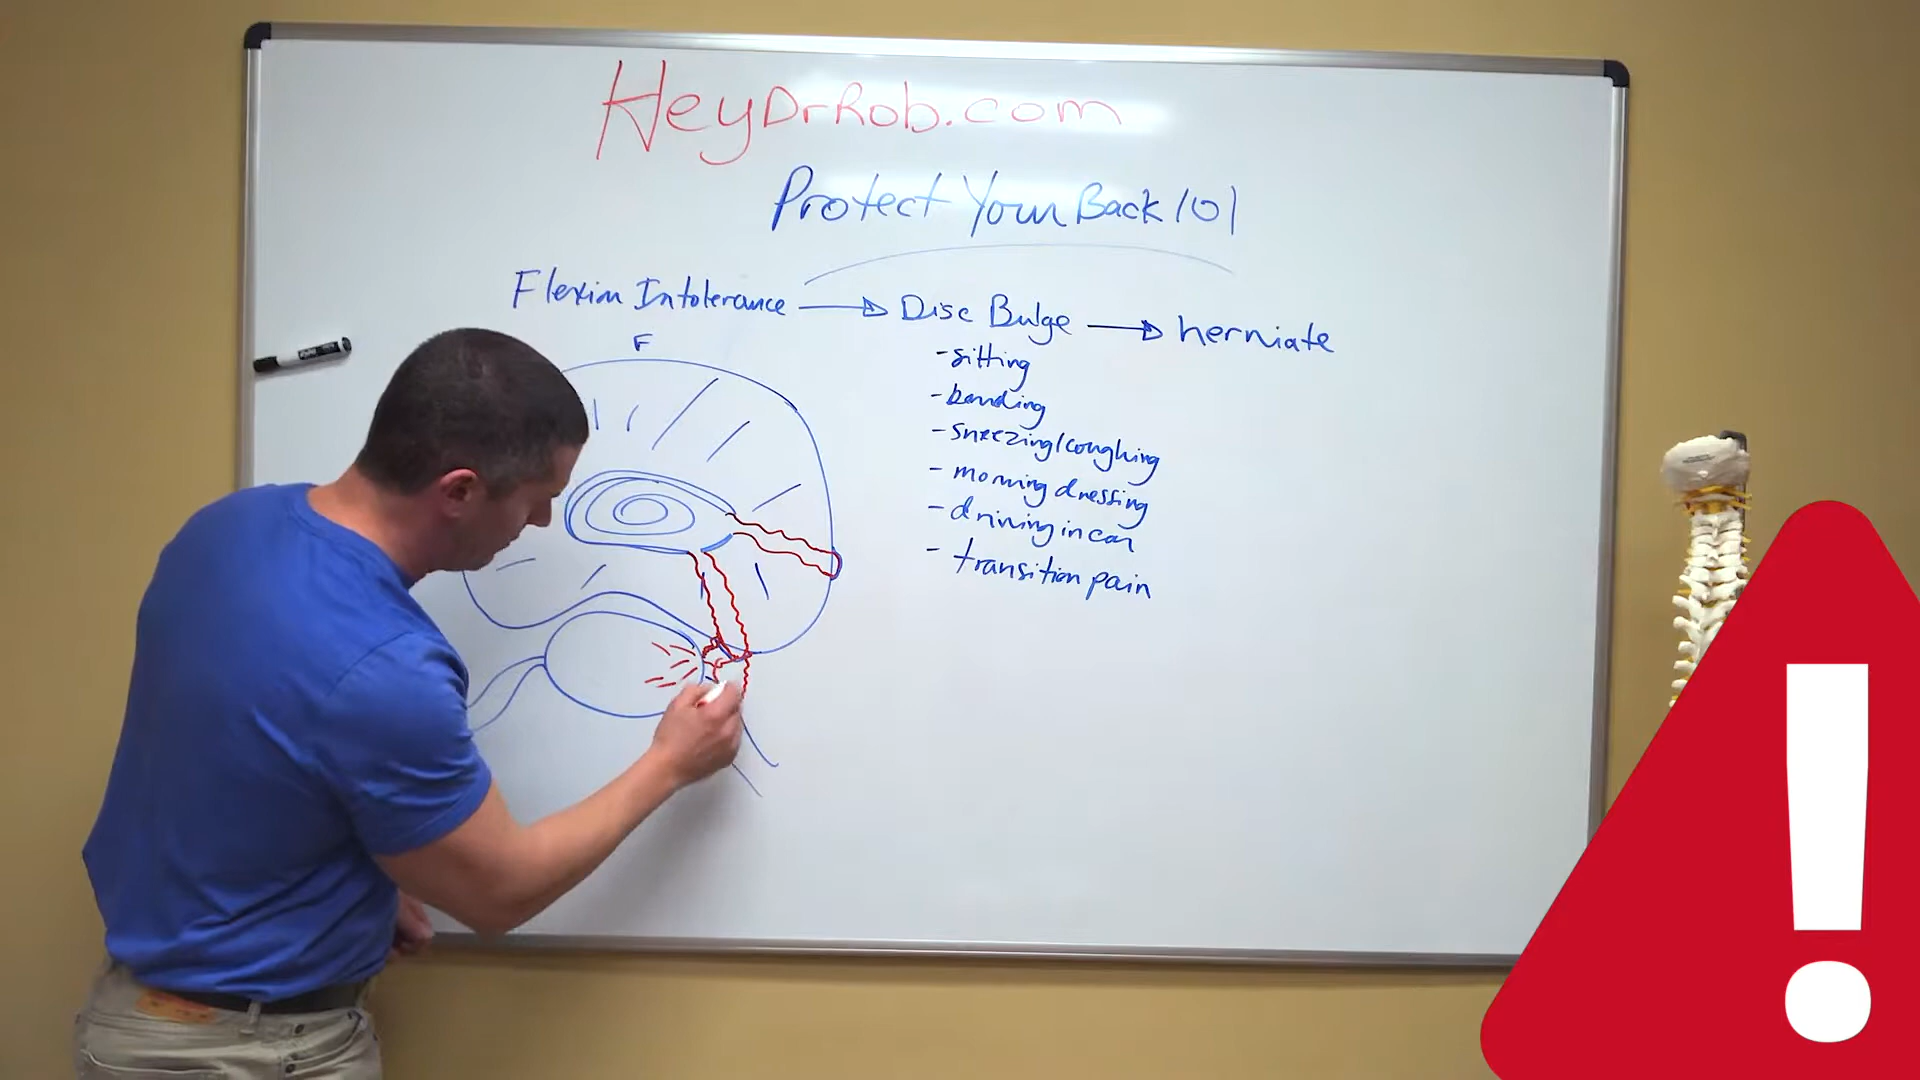 HeyDrRob.com
Protect Your Back 101
Flexion Intolerance → Disc Bulge → herniate
F
- sitting
- bending
- sneezing/coughing
- morning dressing
- driving in car
- transition pain